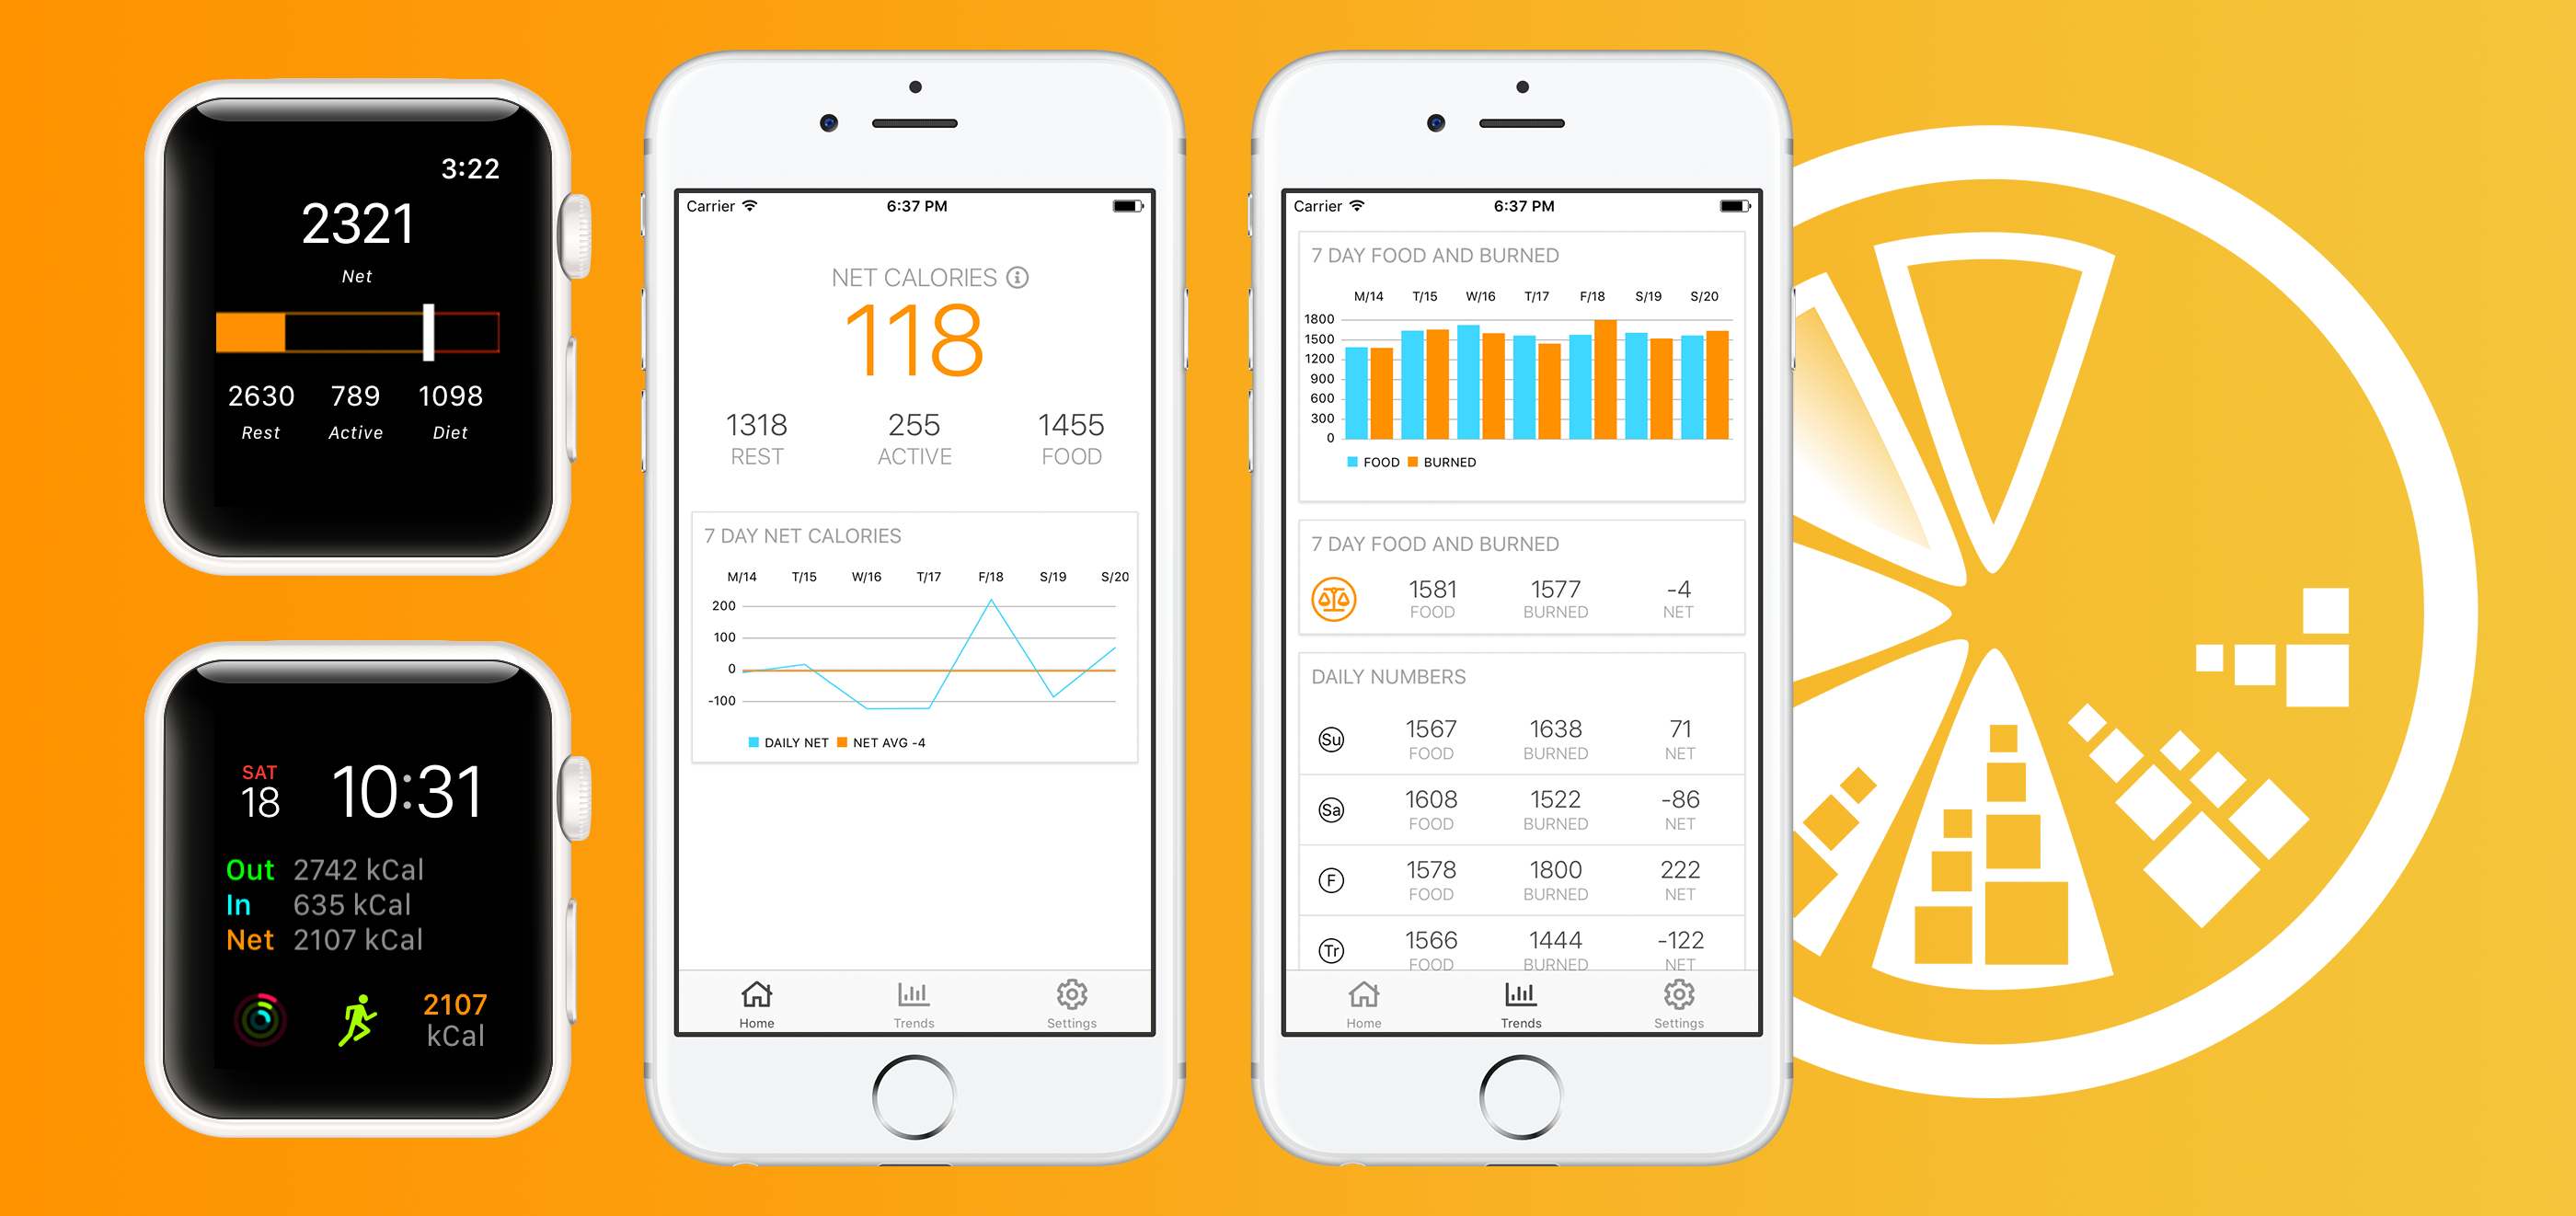 3:22
2321
Net
2630 789 1098
Rest Active Diet
SAT
18
10:31
Out 2742 kCal
In 635 kCal
Net 2107 kCal
2107
kCal
Carrier 6:37 PM
NET CALORIES
118
1318 255 1455
REST ACTIVE FOOD
7 DAY NET CALORIES
M/14 T/15 W/16 T/17 F/18 S/19 S/20
200
100
0
-100
DAILY NET NET AVG -4
Home Trends Settings
Carrier 6:37 PM
7 DAY FOOD AND BURNED
M/14 T/15 W/16 T/17 F/18 S/19 S/20
1800
1500
1200
900
600
300
0
FOOD BURNED
7 DAY FOOD AND BURNED
1581 1577 -4
FOOD BURNED NET
DAILY NUMBERS
Su 1567 1638 71
FOOD BURNED NET
Sa 1608 1522 -86
FOOD BURNED NET
F 1578 1800 222
FOOD BURNED NET
Tr 1566 1444 -122
FOOD BURNED NET
Home Trends Settings